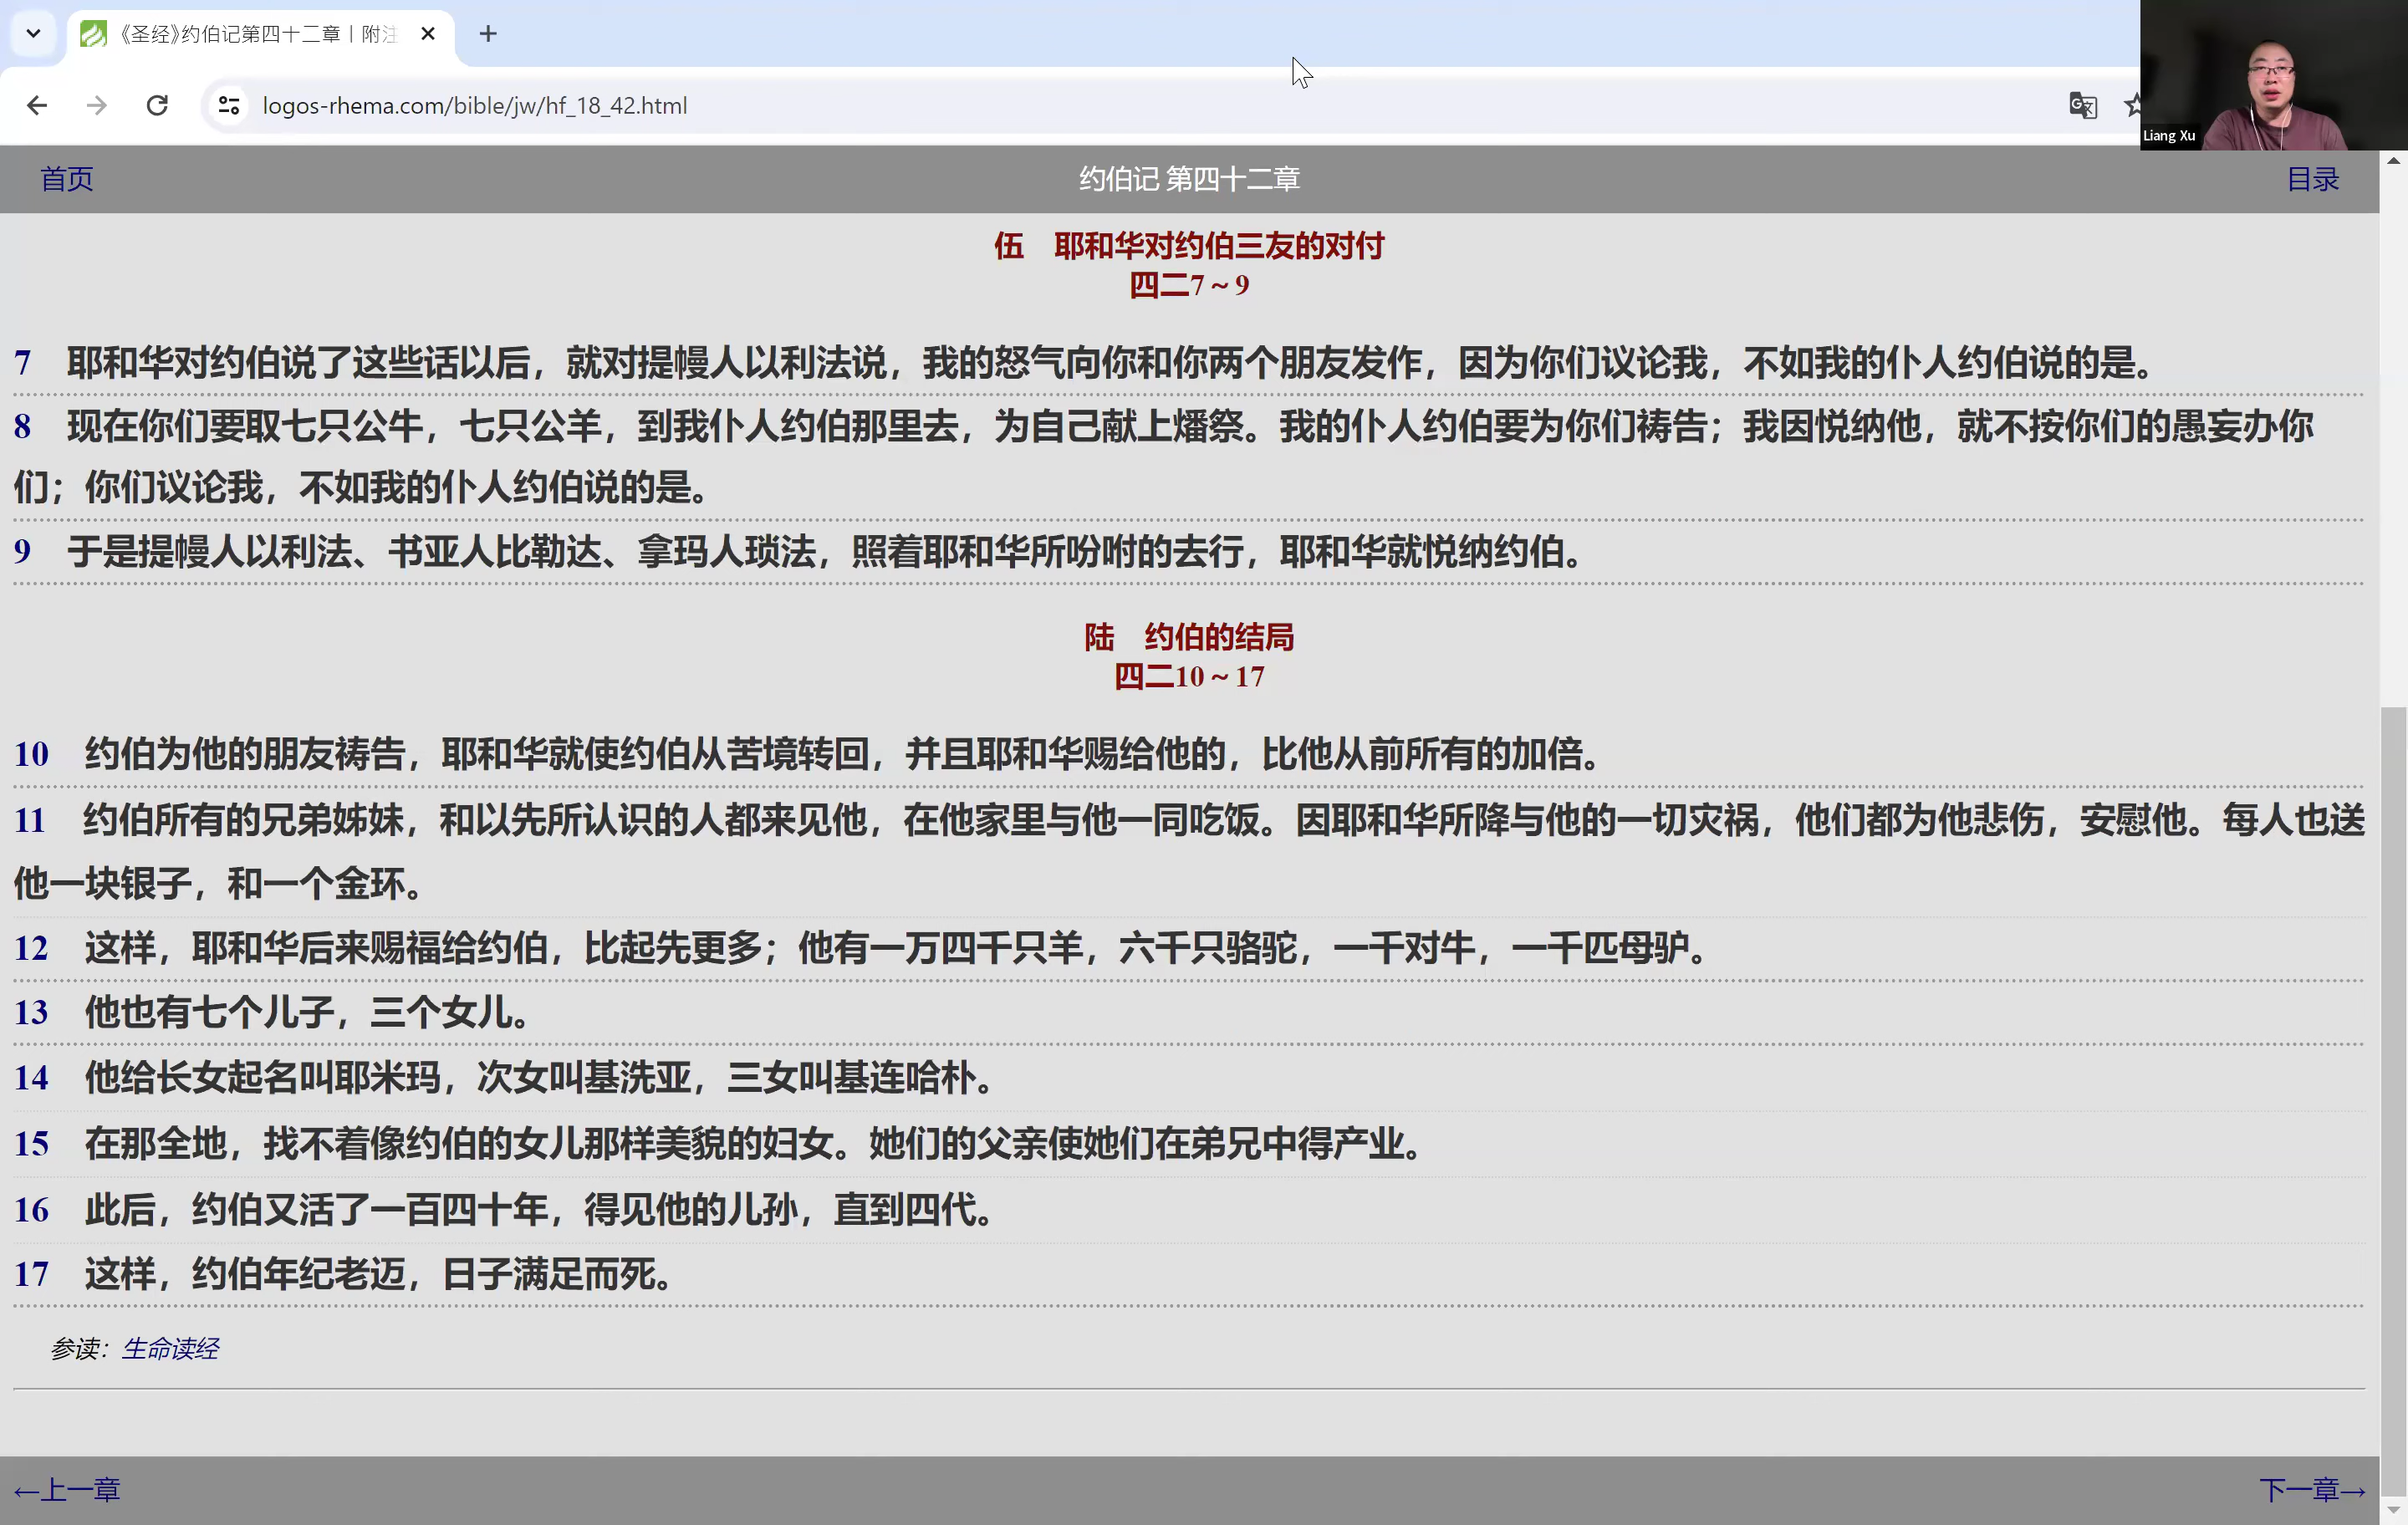 《圣经》约伯记第四十二章｜附注
logos-rhema.com/bible/jw/hf_18_42.html
Liang Xu
首页
约伯记 第四十二章
目录
伍　耶和华对约伯三友的对付
四二7～9
7　耶和华对约伯说了这些话以后，就对提幔人以利法说，我的怒气向你和你两个朋友发作，因为你们议论我，不如我的仆人约伯说的是。
8　现在你们要取七只公牛，七只公羊，到我仆人约伯那里去，为自己献上燔祭。我的仆人约伯要为你们祷告；我因悦纳他，就不按你们的愚妄办你
们；你们议论我，不如我的仆人约伯说的是。
9　于是提幔人以利法、书亚人比勒达、拿玛人琐法，照着耶和华所吩咐的去行，耶和华就悦纳约伯。
陆　约伯的结局
四二10～17
10　约伯为他的朋友祷告，耶和华就使约伯从苦境转回，并且耶和华赐给他的，比他从前所有的加倍。
11　约伯所有的兄弟姊妹，和以先所认识的人都来见他，在他家里与他一同吃饭。因耶和华所降与他的一切灾祸，他们都为他悲伤，安慰他。每人也送
他一块银子，和一个金环。
12　这样，耶和华后来赐福给约伯，比起先更多；他有一万四千只羊，六千只骆驼，一千对牛，一千匹母驴。
13　他也有七个儿子，三个女儿。
14　他给长女起名叫耶米玛，次女叫基洗亚，三女叫基连哈朴。
15　在那全地，找不着像约伯的女儿那样美貌的妇女。她们的父亲使她们在弟兄中得产业。
16　此后，约伯又活了一百四十年，得见他的儿孙，直到四代。
17　这样，约伯年纪老迈，日子满足而死。
参读：生命读经
←上一章
下一章→